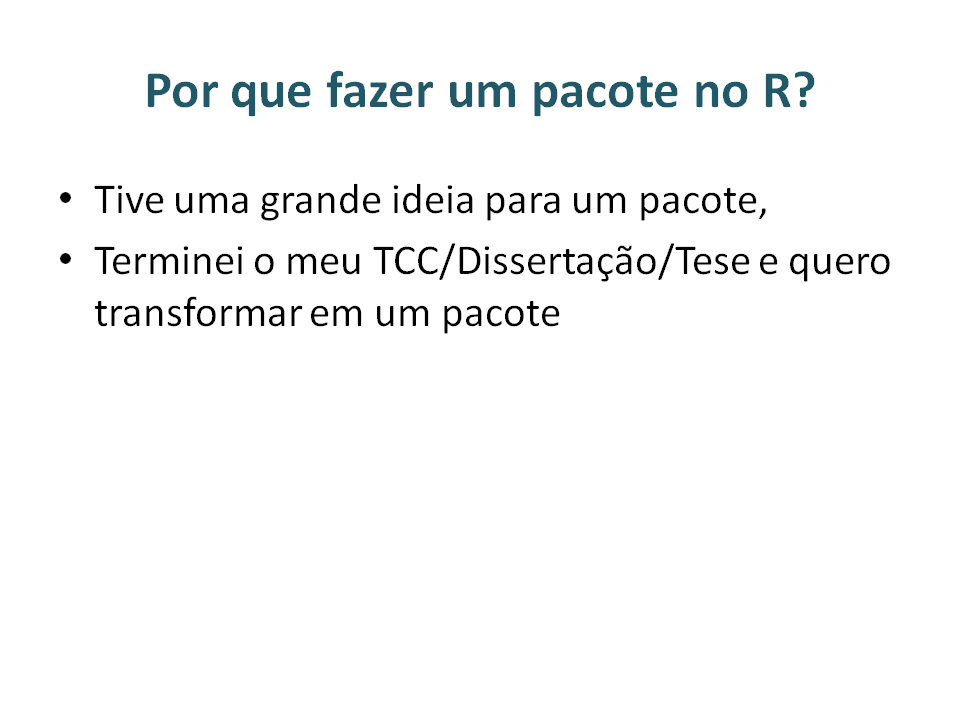 Por que fazer um pacote no R?
• Tive uma grande ideia para um pacote,
• Terminei o meu TCC/Dissertação/Tese e quero
transformar em um pacote